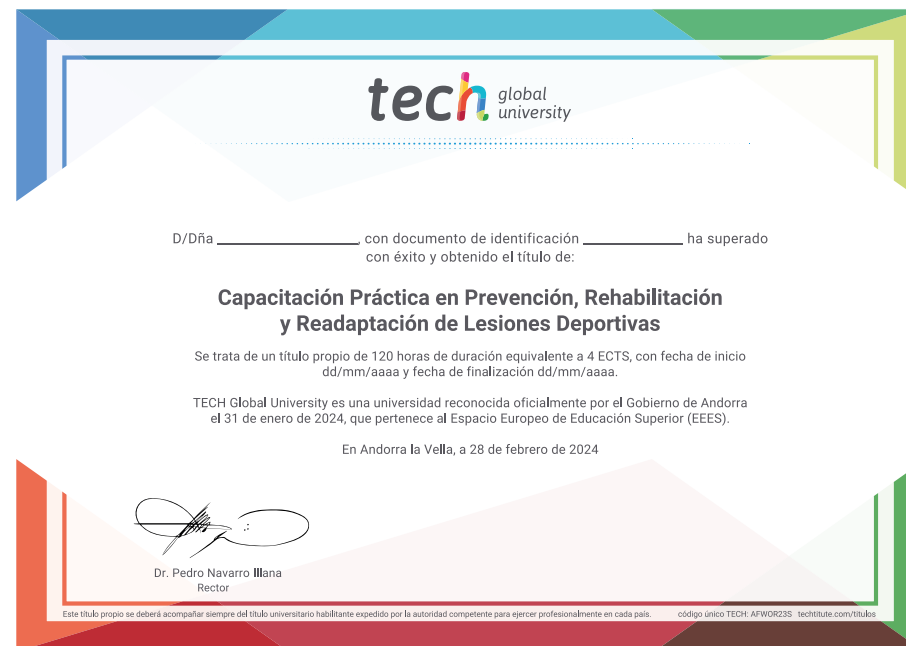 tech global university
D/Dña ______________, con documento de identificación __________ ha superado
con éxito y obtenido el título de:
Capacitación Práctica en Prevención, Rehabilitación
y Readaptación de Lesiones Deportivas
Se trata de un título propio de 120 horas de duración equivalente a 4 ECTS, con fecha de inicio
dd/mm/aaaa y fecha de finalización dd/mm/aaaa.
TECH Global University es una universidad reconocida oficialmente por el Gobierno de Andorra
el 31 de enero de 2024, que pertenece al Espacio Europeo de Educación Superior (EEES).
En Andorra la Vella, a 28 de febrero de 2024
Dr. Pedro Navarro Illana
Rector
Este título propio se deberá acompañar siempre del título universitario habilitante expedido por la autoridad competente para ejercer profesionalmente en cada país. código único TECH: AFWOR23S techtitute.com/titulos